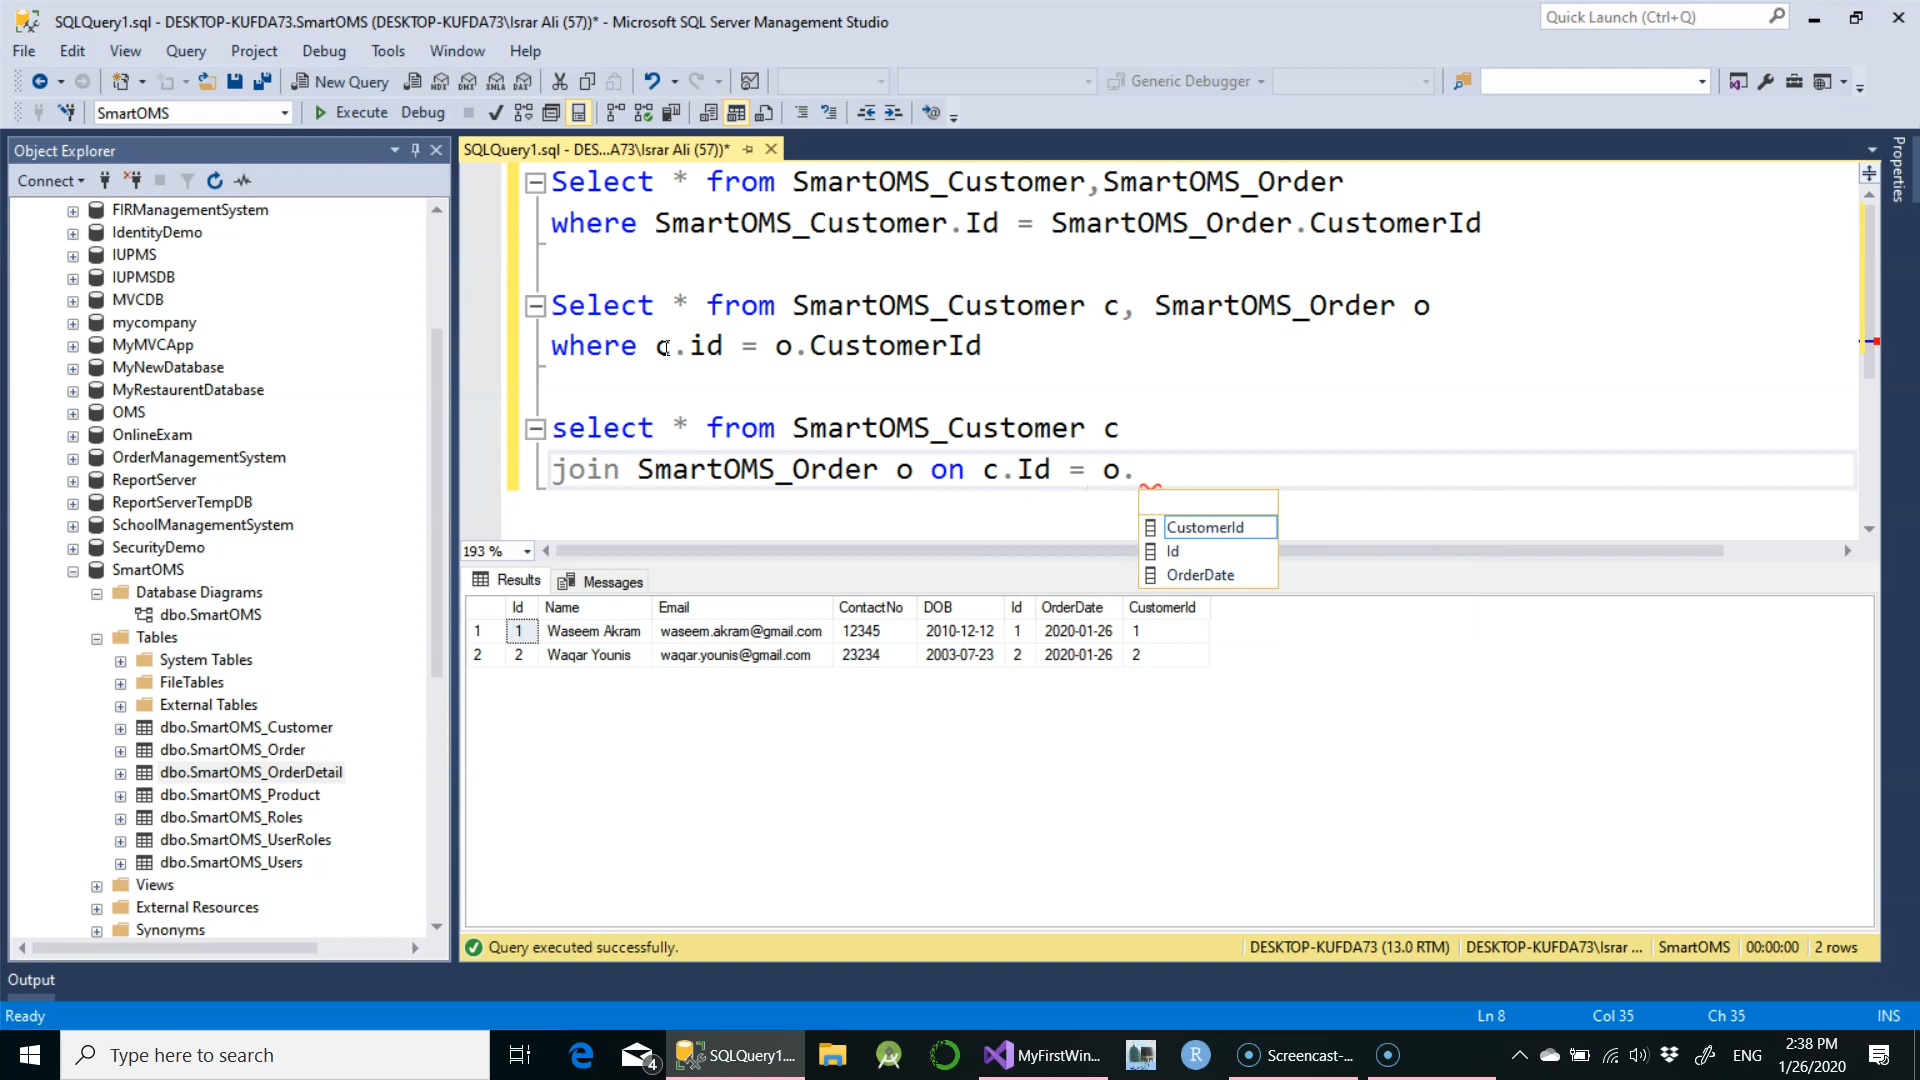 SQLQuery1.sql - DESKTOP-KUFDA73.SmartOMS (DESKTOP-KUFDA73\Israr Ali (57))* - Microsoft SQL Server Management Studio
Quick Launch (Ctrl+Q)
File Edit View Query Project Debug Tools Window Help
New Query
MDX DMX XMLA DAX
Generic Debugger
SmartOMS
Execute Debug
Object Explorer
SQLQuery1.sql - DES...A73\Israr Ali (57))*
Properties
Connect
FIRManagementSystem
IdentityDemo
IUPMS
IUPMSDB
MVCDB
mycompany
MyMVCApp
MyNewDatabase
MyRestaurentDatabase
OMS
OnlineExam
OrderManagementSystem
ReportServer
ReportServerTempDB
SchoolManagementSystem
SecurityDemo
SmartOMS
Database Diagrams
dbo.SmartOMS
Tables
System Tables
FileTables
External Tables
dbo.SmartOMS_Customer
dbo.SmartOMS_Order
dbo.SmartOMS_OrderDetail
dbo.SmartOMS_Product
dbo.SmartOMS_Roles
dbo.SmartOMS_UserRoles
dbo.SmartOMS_Users
Views
External Resources
Synonyms
Select * from SmartOMS_Customer,SmartOMS_Order
where SmartOMS_Customer.Id = SmartOMS_Order.CustomerId
Select * from SmartOMS_Customer c, SmartOMS_Order o
where c.id = o.CustomerId
select * from SmartOMS_Customer c
join SmartOMS_Order o on c.Id = o.
CustomerId
Id
OrderDate
193 %
Results Messages
Id Name Email ContactNo DOB Id OrderDate CustomerId
1 1 Waseem Akram waseem.akram@gmail.com 12345 2010-12-12 1 2020-01-26 1
2 2 Waqar Younis waqar.younis@gmail.com 23234 2003-07-23 2 2020-01-26 2
Query executed successfully.
DESKTOP-KUFDA73 (13.0 RTM) DESKTOP-KUFDA73\Israr ... SmartOMS 00:00:00 2 rows
Output
Ready
Ln 8 Col 35 Ch 35 INS
Type here to search
4
SQLQuery1....
MyFirstWin...
R
Screencast-...
ENG
2:38 PM
1/26/2020